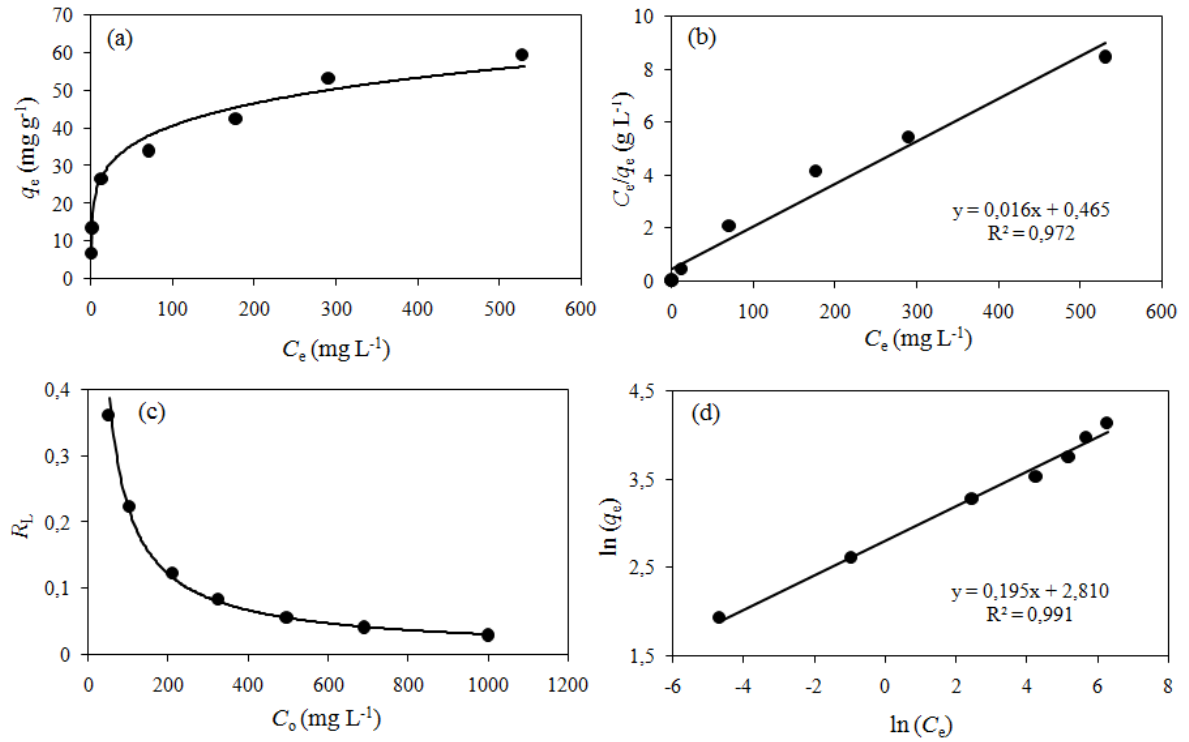 (a)
70
60
50
40
30
20
10
0
qe (mg g-1)
0 100 200 300 400 500 600
Ce (mg L-1)
(b)
10
8
6
4
2
0
Ce/qe (g L-1)
y = 0,016x + 0,465
R² = 0,972
0 100 200 300 400 500 600
Ce (mg L-1)
(c)
0,4
0,3
0,2
0,1
0
RL
0 200 400 600 800 1000 1200
Co (mg L-1)
(d)
4,5
3,5
2,5
1,5
ln (qe)
y = 0,195x + 2,810
R² = 0,991
-6 -4 -2 0 2 4 6 8
ln (Ce)